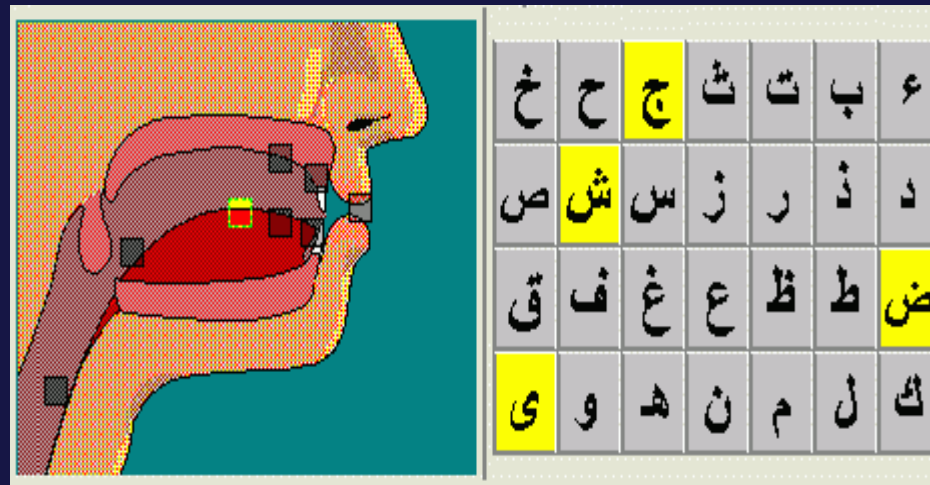 ء ب ت ث ج ح خ
د ذ ر ز س ش ص
ض ط ظ ع غ ف ق
ك ل م ن هـ و ى